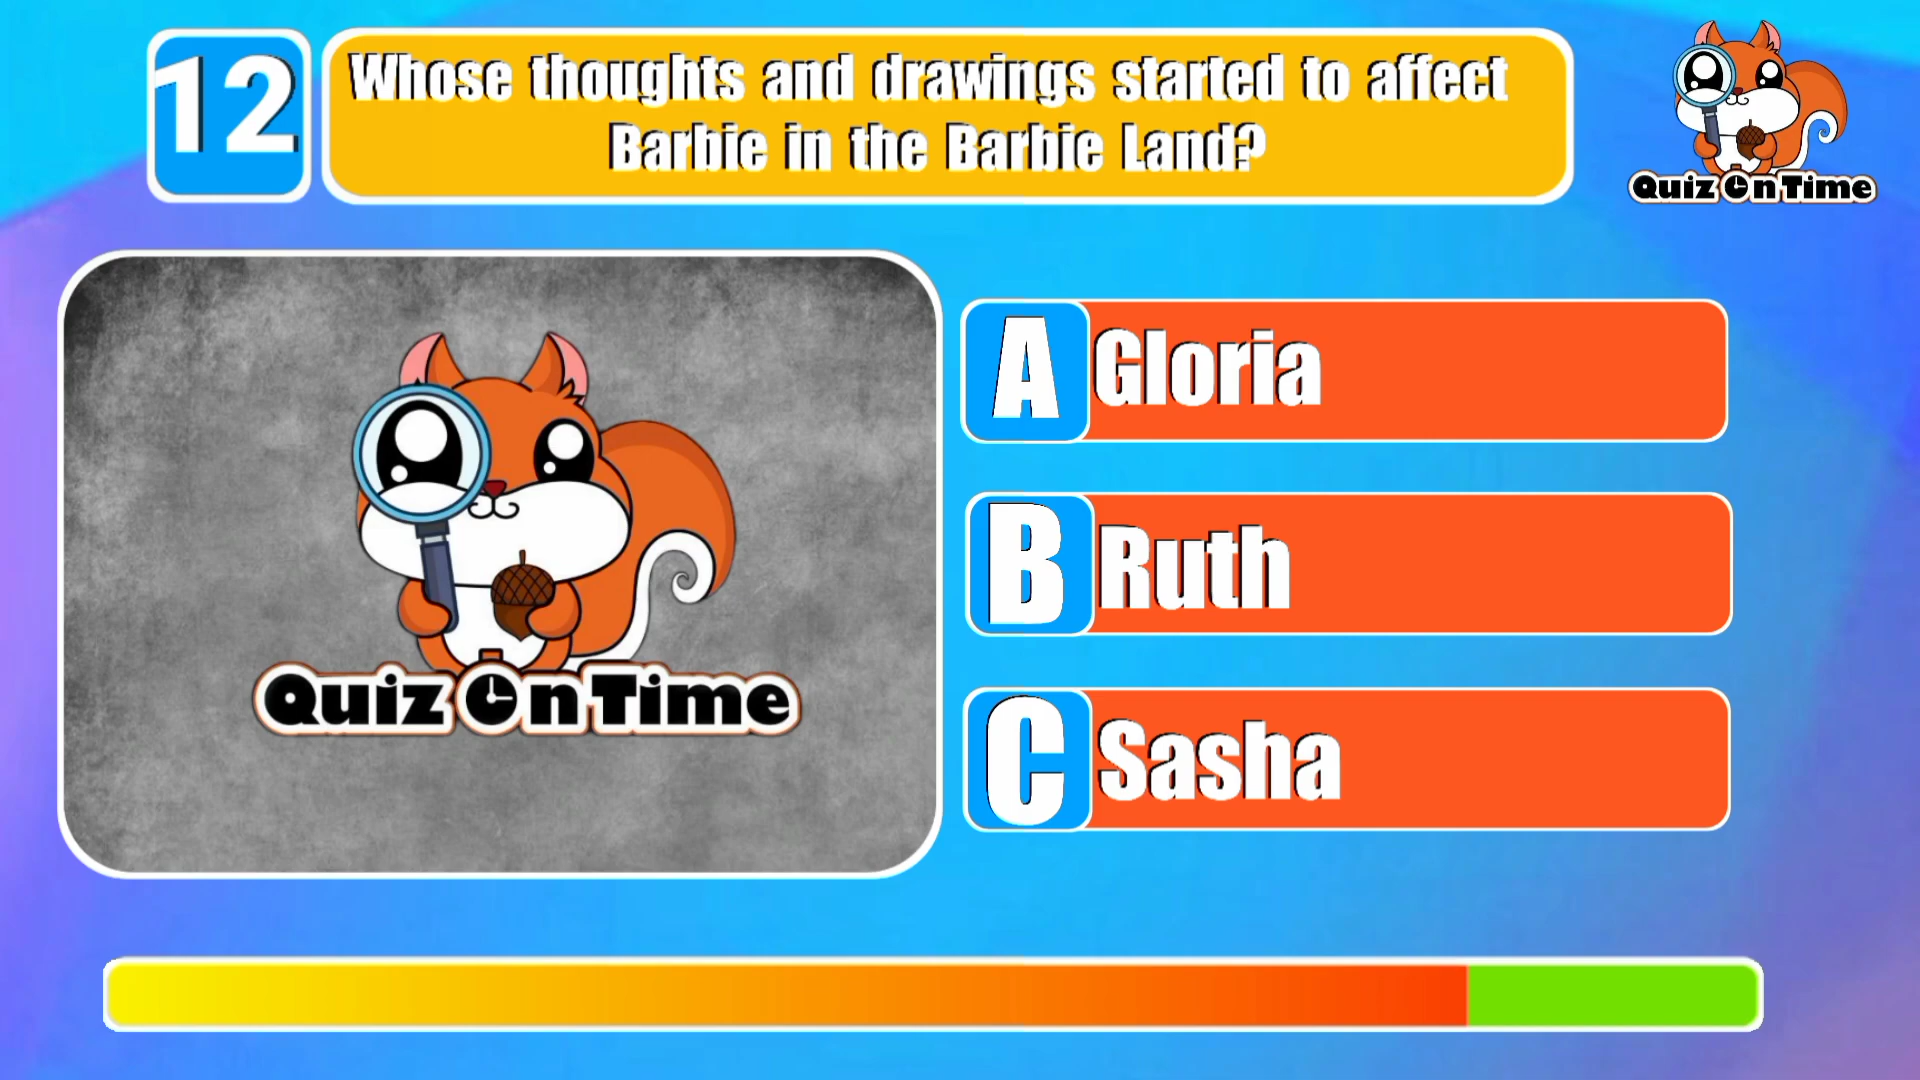 12
Whose thoughts and drawings started to affect
Barbie in the Barbie Land?
Quiz On Time
A Gloria
B Ruth
C Sasha
Quiz On Time